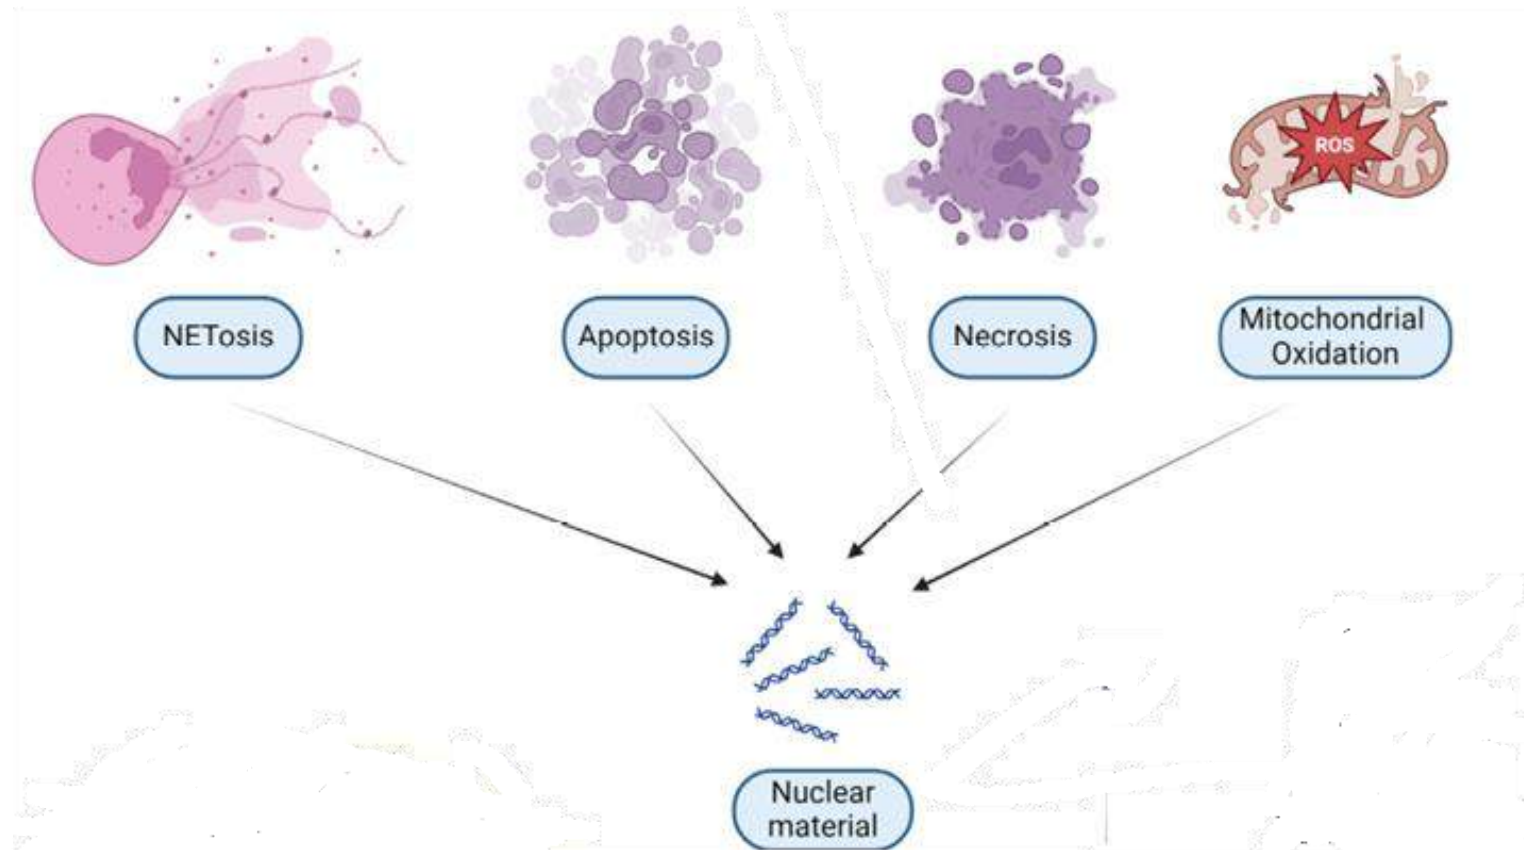 ROS
NETosis
Apoptosis
Necrosis
Mitochondrial
Oxidation
Nuclear
material